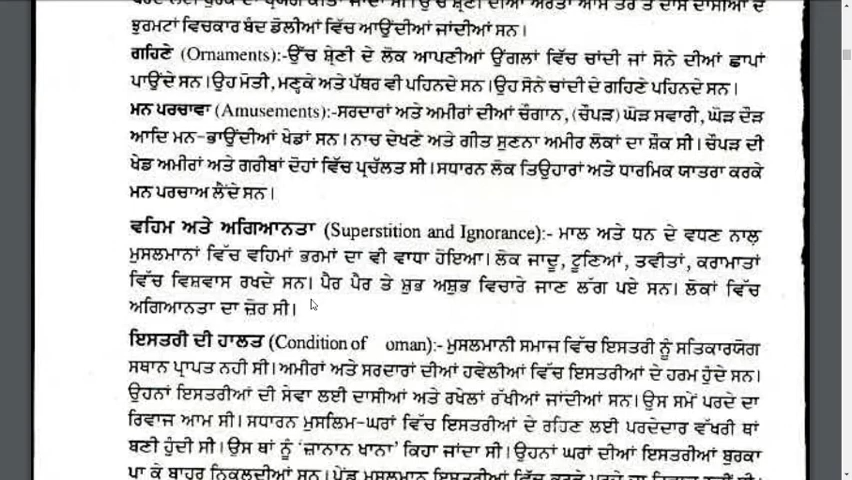 ਝੁਰਮਟਾਂ ਵਿਚਕਾਰ ਬੰਦ ਡੋਲੀਆਂ ਵਿੱਚ ਆਉਂਦੀਆਂ ਜਾਂਦੀਆਂ ਸਨ।
ਗਹਿਣੇ (Ornaments):-ਉੱਚ ਸ਼੍ਰੇਣੀ ਦੇ ਲੋਕ ਆਪਣੀਆਂ ਉਂਗਲਾਂ ਵਿੱਚ ਚਾਂਦੀ ਜਾਂ ਸੋਨੇ ਦੀਆਂ ਛਾਪਾਂ
ਪਾਉਂਦੇ ਸਨ। ਉਹ ਮੋਤੀ, ਮਣਕੇ ਅਤੇ ਪੱਥਰ ਵੀ ਪਹਿਨਦੇ ਸਨ। ਉਹ ਸੋਨੇ ਚਾਂਦੀ ਦੇ ਗਹਿਣੇ ਪਹਿਨਦੇ ਸਨ।
ਮਨ ਪਰਚਾਵਾ (Amusements):-ਸਰਦਾਰਾਂ ਅਤੇ ਅਮੀਰਾਂ ਦੀਆਂ ਚੌਗਾਨ, (ਚੌਪੜ) ਘੋੜ ਸਵਾਰੀ, ਘੋੜ ਦੌੜ
ਆਦਿ ਮਨ-ਭਾਉਂਦੀਆਂ ਖੇਡਾਂ ਸਨ। ਨਾਚ ਦੇਖਣੇ ਅਤੇ ਗੀਤ ਸੁਣਨਾ ਅਮੀਰ ਲੋਕਾਂ ਦਾ ਸ਼ੌਕ ਸੀ। ਚੌਪੜ ਦੀ
ਖੇਡ ਅਮੀਰਾਂ ਅਤੇ ਗਰੀਬਾਂ ਦੋਹਾਂ ਵਿੱਚ ਪ੍ਰਚੱਲਤ ਸੀ। ਸਧਾਰਨ ਲੋਕ ਤਿਉਹਾਰਾਂ ਅਤੇ ਧਾਰਮਿਕ ਯਾਤਰਾ ਕਰਕੇ
ਮਨ ਪਰਚਾਅ ਲੈਂਦੇ ਸਨ।
ਵਹਿਮ ਅਤੇ ਅਗਿਆਨਤਾ (Superstition and Ignorance):- ਮਾਲ ਅਤੇ ਧਨ ਦੇ ਵਧਣ ਨਾਲ਼
ਮੁਸਲਮਾਨਾਂ ਵਿੱਚ ਵਹਿਮਾਂ ਭਰਮਾਂ ਦਾ ਵੀ ਵਾਧਾ ਹੋਇਆ। ਲੋਕ ਜਾਦੂ, ਟੂਣਿਆਂ, ਤਵੀਤਾਂ, ਕਰਾਮਾਤਾਂ
ਵਿੱਚ ਵਿਸ਼ਵਾਸ ਰਖਦੇ ਸਨ। ਪੈਰ ਪੈਰ ਤੇ ਸ਼ੁਭ ਅਸ਼ੁਭ ਵਿਚਾਰੇ ਜਾਣ ਲੱਗ ਪਏ ਸਨ। ਲੋਕਾਂ ਵਿੱਚ
ਅਗਿਆਨਤਾ ਦਾ ਜ਼ੋਰ ਸੀ।
ਇਸਤਰੀ ਦੀ ਹਾਲਤ (Condition of oman):- ਮੁਸਲਮਾਨੀ ਸਮਾਜ ਵਿੱਚ ਇਸਤਰੀ ਨੂੰ ਸਤਿਕਾਰਯੋਗ
ਸਥਾਨ ਪ੍ਰਾਪਤ ਨਹੀ ਸੀ। ਅਮੀਰਾਂ ਅਤੇ ਸਰਦਾਰਾਂ ਦੀਆਂ ਹਵੇਲੀਆਂ ਵਿੱਚ ਇਸਤਰੀਆਂ ਦੇ ਹਰਮ ਹੁੰਦੇ ਸਨ।
ਉਹਨਾਂ ਇਸਤਰੀਆਂ ਦੀ ਸੇਵਾ ਲਈ ਦਾਸੀਆਂ ਅਤੇ ਰਖੇਲਾਂ ਰੱਖੀਆਂ ਜਾਂਦੀਆਂ ਸਨ। ਉਸ ਸਮੇਂ ਪਰਦੇ ਦਾ
ਰਿਵਾਜ ਆਮ ਸੀ। ਸਧਾਰਨ ਮੁਸਲਿਮ-ਘਰਾਂ ਵਿੱਚ ਇਸਤਰੀਆਂ ਦੇ ਰਹਿਣ ਲਈ ਪਰਦੇਦਾਰ ਵੱਖਰੀ ਥਾਂ
ਬਣੀ ਹੁੰਦੀ ਸੀ। ਉਸ ਥਾਂ ਨੂੰ ‘ਜ਼ਾਨਾਨ ਖਾਨਾ’ ਕਿਹਾ ਜਾਂਦਾ ਸੀ। ਉਹਨਾਂ ਘਰਾਂ ਦੀਆਂ ਇਸਤਰੀਆਂ ਬੁਰਕਾ
ਪਾ ਕੇ ਬਾਹਰ ਨਿਕਲਦੀਆਂ ਸਨ।